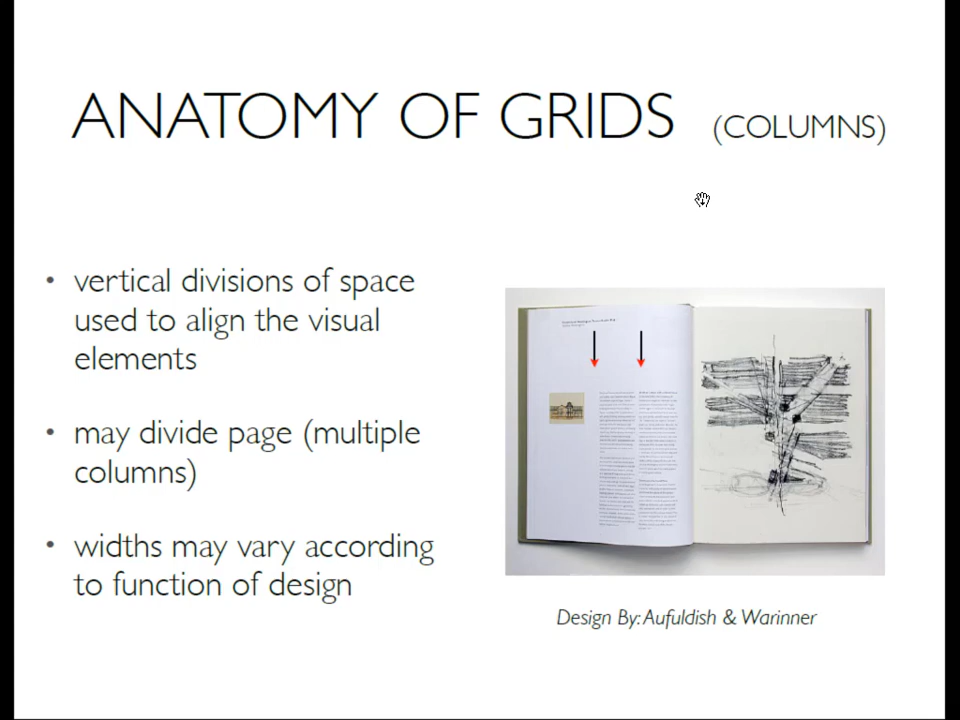 ANATOMY OF GRIDS (COLUMNS)
• vertical divisions of space
used to align the visual
elements
• may divide page (multiple
columns)
• widths may vary according
to function of design
Design By: Aufuldish & Warinner